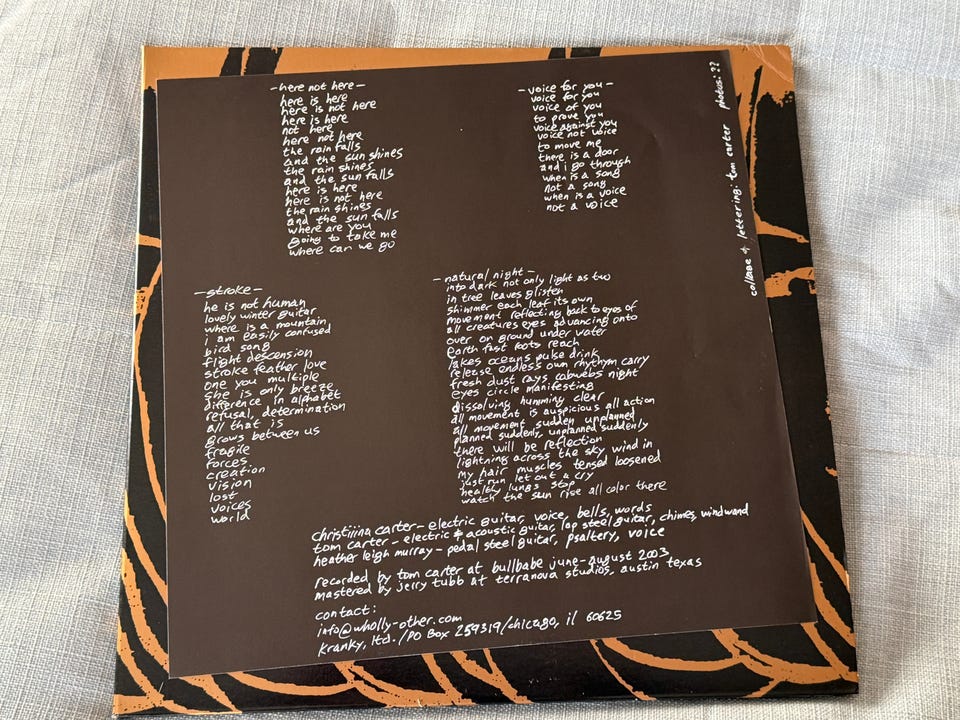 -here not here-
here is here
here is not here
here is here
not here
here not here
the rain falls
and the sun shines
the rain shines
and the sun falls
here is here
here is not here
the rain shines
and the sun falls
where are you
going to take me
where can we go
-voice for you-
voice for you
voice of you
to prove you
voice against you
voice not voice
to move me
there is a door
and i go through
when is a song
not a song
when is a voice
not a voice
collage + lettering: tom carter photos: ??
-stroke-
he is not human
lovely winter guitar
where is a mountain
i am easily confused
bird song
flight descension
stroke feather love
one you multiple
she is only breeze
difference in alphabet
refusal, determination
all that is
grows between us
fragile
forces
creation
vision
lost
voices
world
-natural night-
into dark not only light as two
in tree leaves glisten
shimmer each leaf its own
movement reflecting back to eyes of
all creatures eyes advancing onto
over on ground under water
earth fast roots reach
lakes oceans pulse drink
release endless own rhythm carry
fresh dust rays cobwebs night
eyes circle manifesting
dissolving humming clear
all movement is auspicious all action
all movement sudden unplanned
planned suddenly, unplanned suddenly
there will be reflection
lightning across the sky wind in
my hair muscles tensed loosened
just run let out a cry
healthy lungs stop
watch the sun rise all color there
christiiina carter- electric guitar, voice, bells, words
tom carter- electric + acoustic guitar, lap steel guitar, chimes, windwand
heather leigh murray- pedal steel guitar, psaltery, voice
recorded by tom carter at bullbabe june-august 2003
mastered by jerry tubb at terranova studios, austin texas
contact:
info@wholly-other.com
Kranky, ltd./PO Box 259319/chicago, il 60625